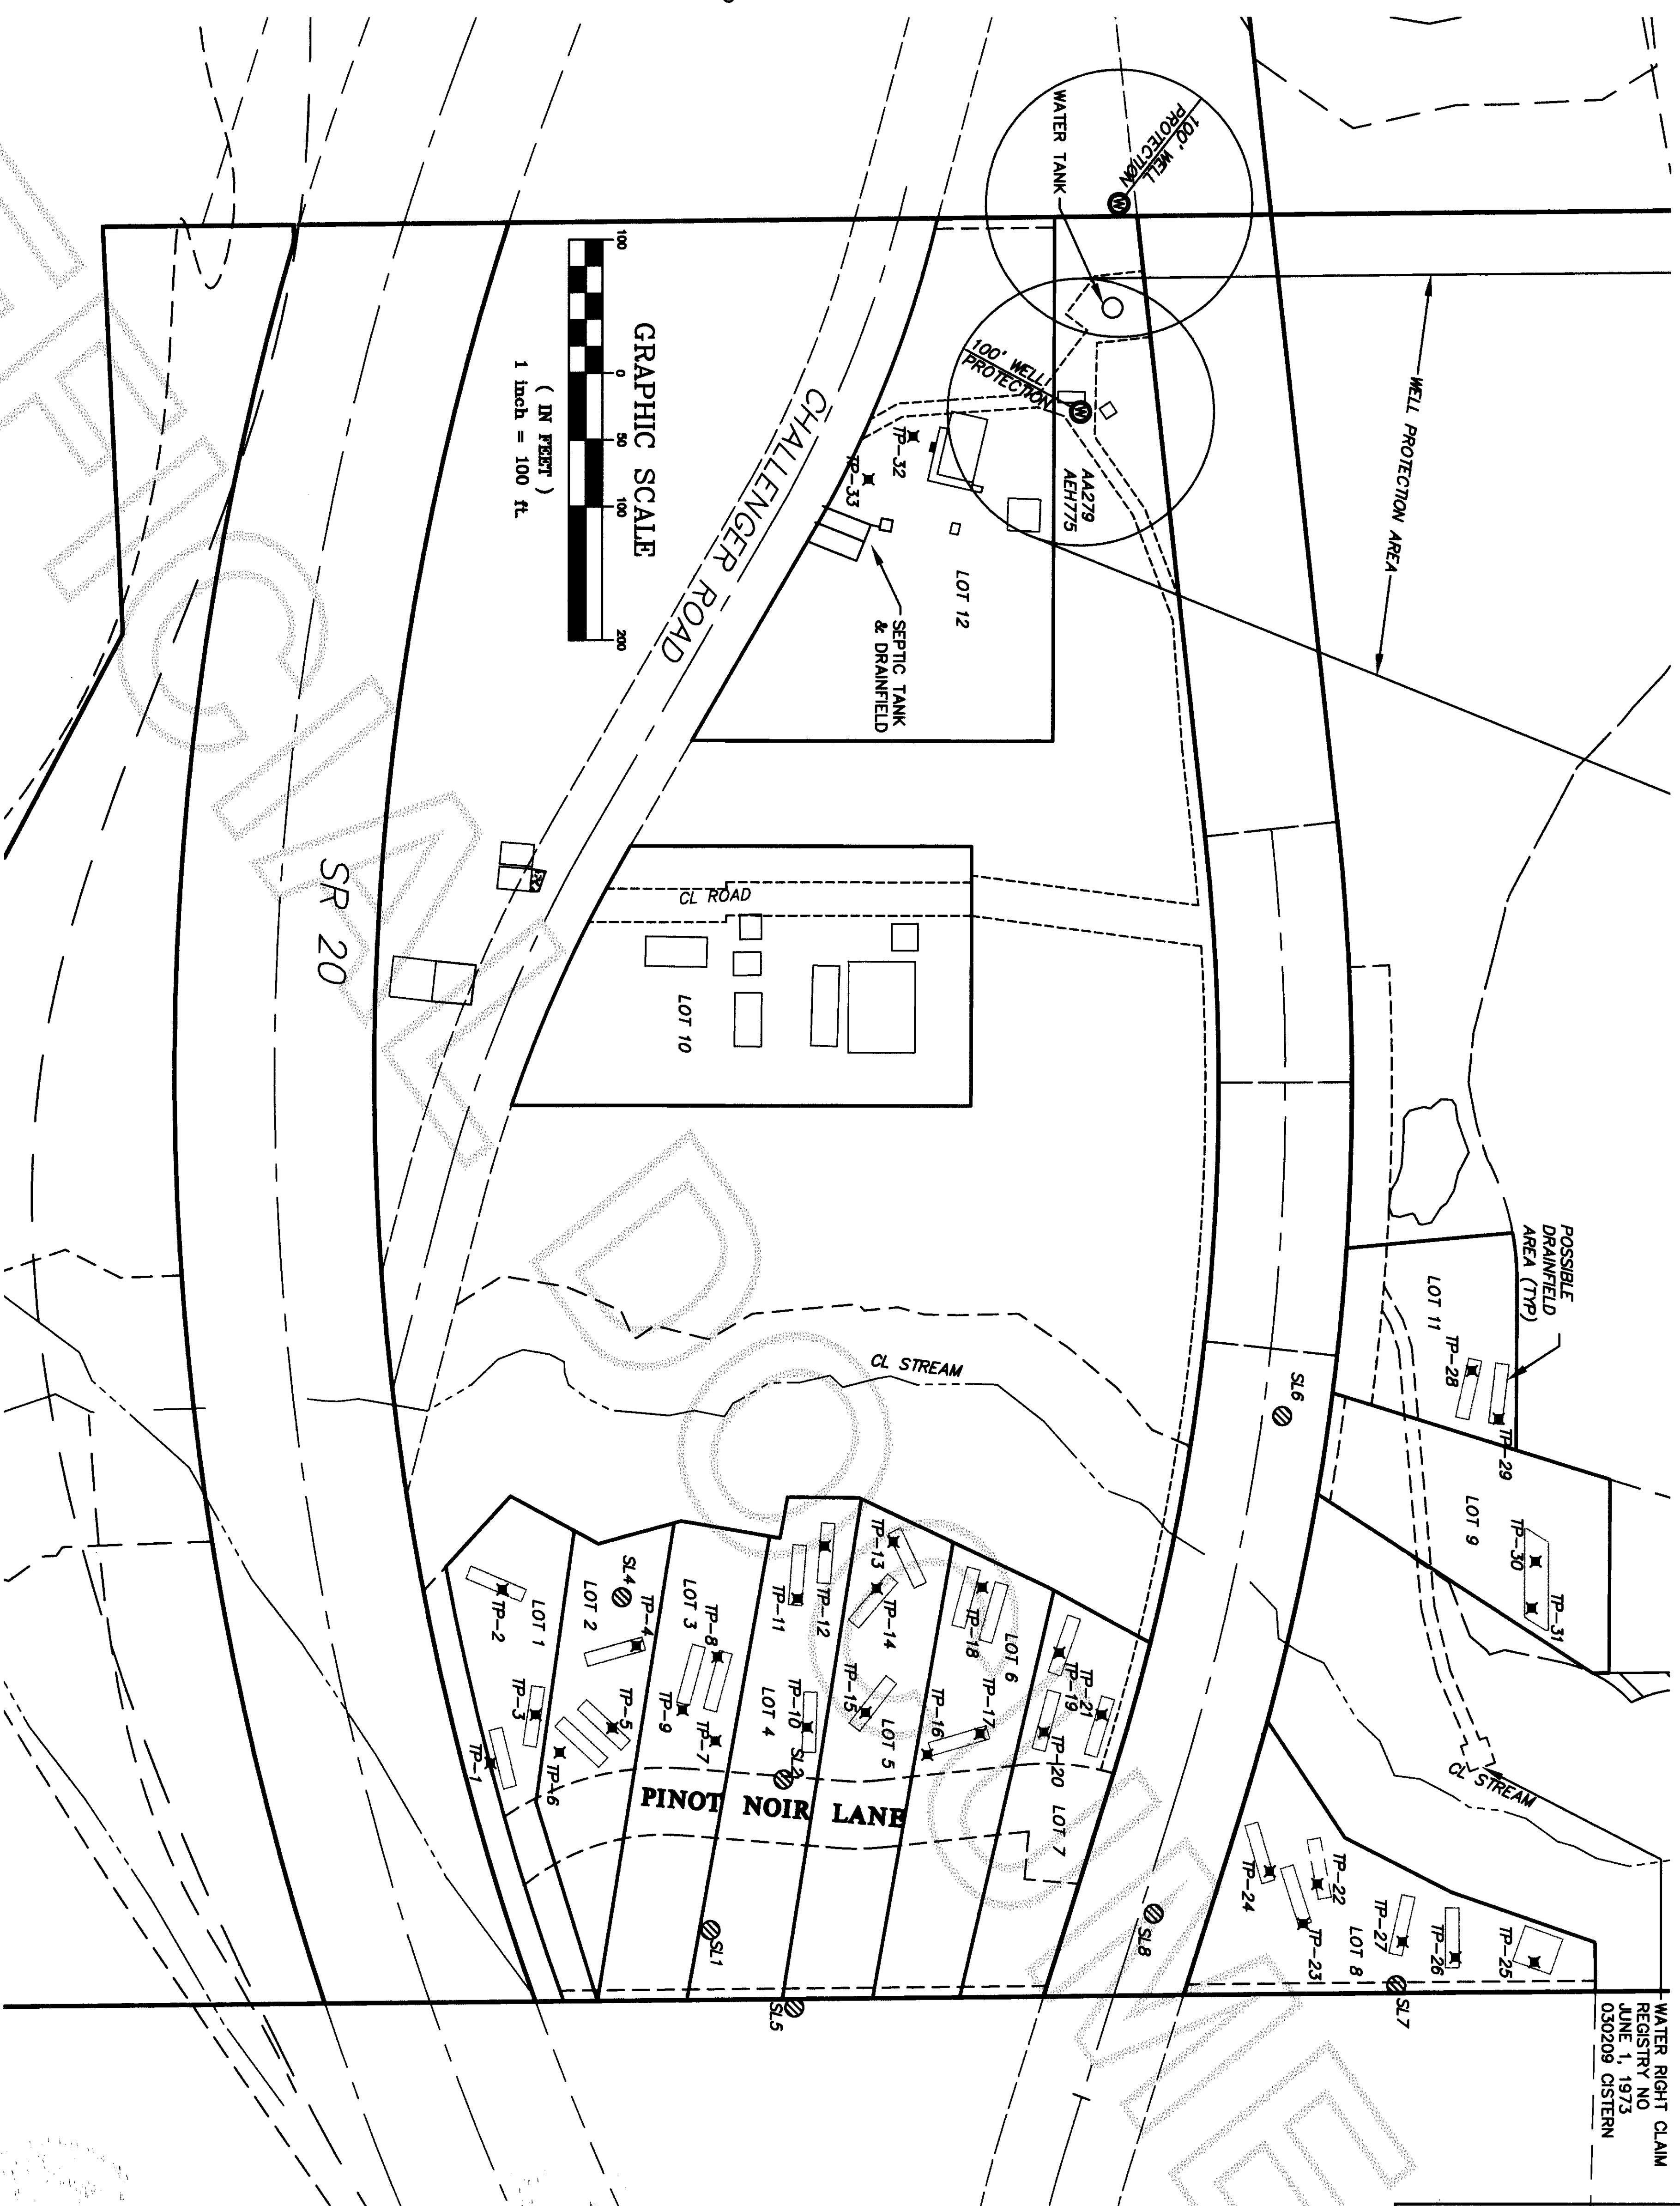 WATER RIGHT CLAIM
REGISTRY NO
JUNE 1, 1973
030209 CISTERN
100' WELL
PROTECTION
WATER TANK
WELL PROTECTION AREA
100' WELL
PROTECTION
AA279
AEH775
TP-32
TP-33
LOT 12
SEPTIC TANK
& DRAINFIELD
GRAPHIC SCALE
100
0
50
100
200
( IN FEET )
1 inch = 100 ft.
CHALLENGER ROAD
CL ROAD
LOT 10
SR 20
POSSIBLE
DRAINFIELD
AREA (TYP)
LOT 11
TP-28
TP-29
SL6
CL STREAM
LOT 9
TP-30
TP-31
CL STREAM
TP-25
TP-26
TP-27
LOT 8
TP-22
TP-23
TP-24
SL7
SL8
TP-21
TP-19
TP-20
LOT 7
LOT 6
TP-18
TP-17
TP-16
TP-13
TP-14
TP-15
LOT 5
TP-12
TP-11
TP-10
LOT 4
SL2
LOT 3
TP-8
TP-9
TP-7
SL4
TP-4
LOT 2
TP-5
TP-6
LOT 1
TP-2
TP-3
TP-1
PINOT NOIR LANE
SL1
SL5